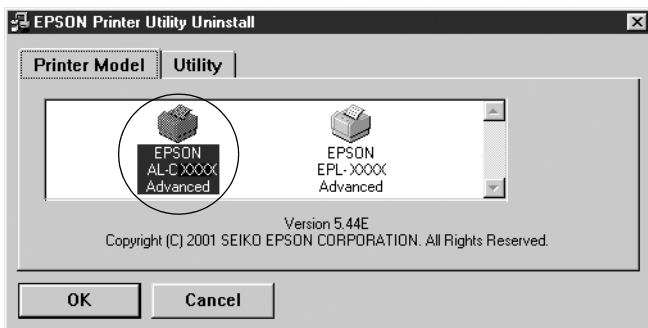 EPSON Printer Utility Uninstall
Printer Model
Utility
EPSON
AL-CXXXX
Advanced
EPSON
EPL-XXXX
Advanced
Version 5.44E
Copyright (C) 2001 SEIKO EPSON CORPORATION. All Rights Reserved.
OK
Cancel